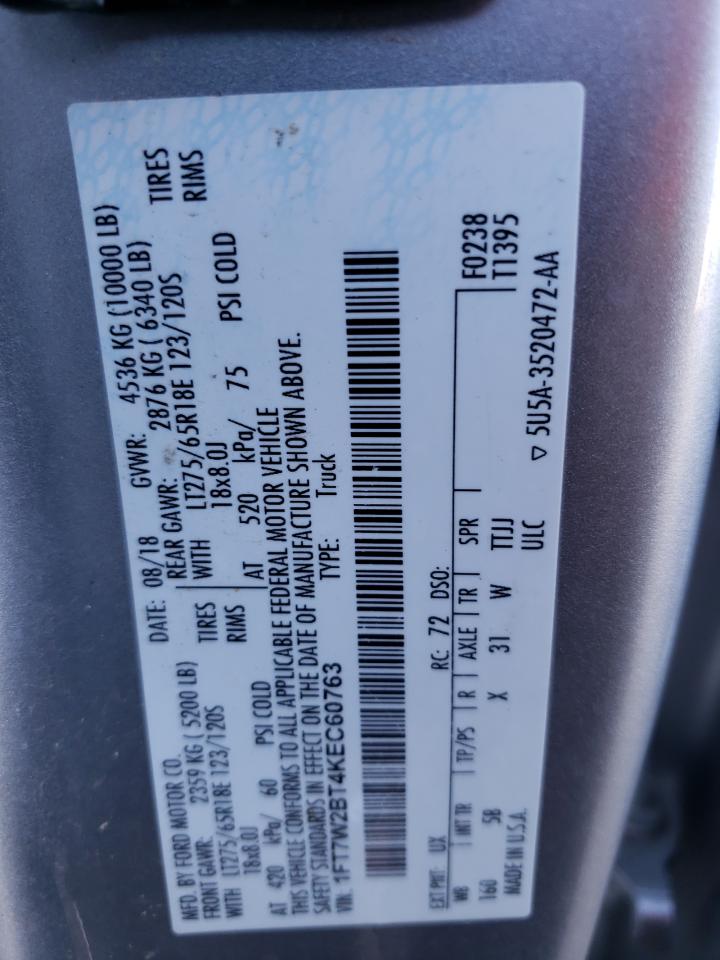 MFD. BY FORD MOTOR CO.
DATE: 08/18 GVWR: 4536 KG (10000 LB)
FRONT GAWR: 2359 KG ( 5200 LB) REAR GAWR: 2876 KG ( 6340 LB)
WITH LT275/65R18E 123/120S TIRES WITH LT275/65R18E 123/120S TIRES
18x8.0J RIMS 18x8.0J RIMS
AT 420 kPa/ 60 PSI COLD AT 520 kPa/ 75 PSI COLD
THIS VEHICLE CONFORMS TO ALL APPLICABLE FEDERAL MOTOR VEHICLE
SAFETY STANDARDS IN EFFECT ON THE DATE OF MANUFACTURE SHOWN ABOVE.
VIN: 1FT7W2BT4KEC60763 TYPE: Truck
F0238
T1395
EXT PNT: UX RC: 72 DSO:
WB INT TR TP/PS R AXLE TR SPR
160 5B X 31 W TTJJ
MADE IN U.S.A. ULC
▽ 5U5A-3520472-AA